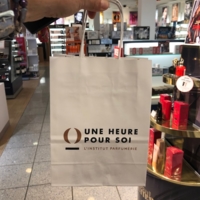 UNE HEURE
POUR SOI
L'INSTITUT PARFUMERIE